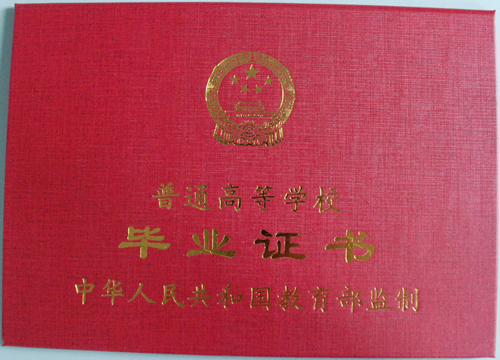 普通高等学校
毕业证书
中华人民共和国教育部监制